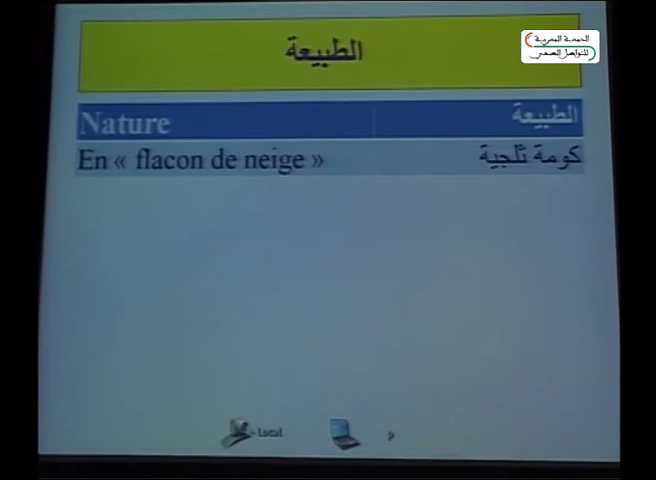 الطبيعة
الجمعية المغربية
للتواصل الصحي
Nature الطبيعة
En « flacon de neige » كومة ثلجية
Local